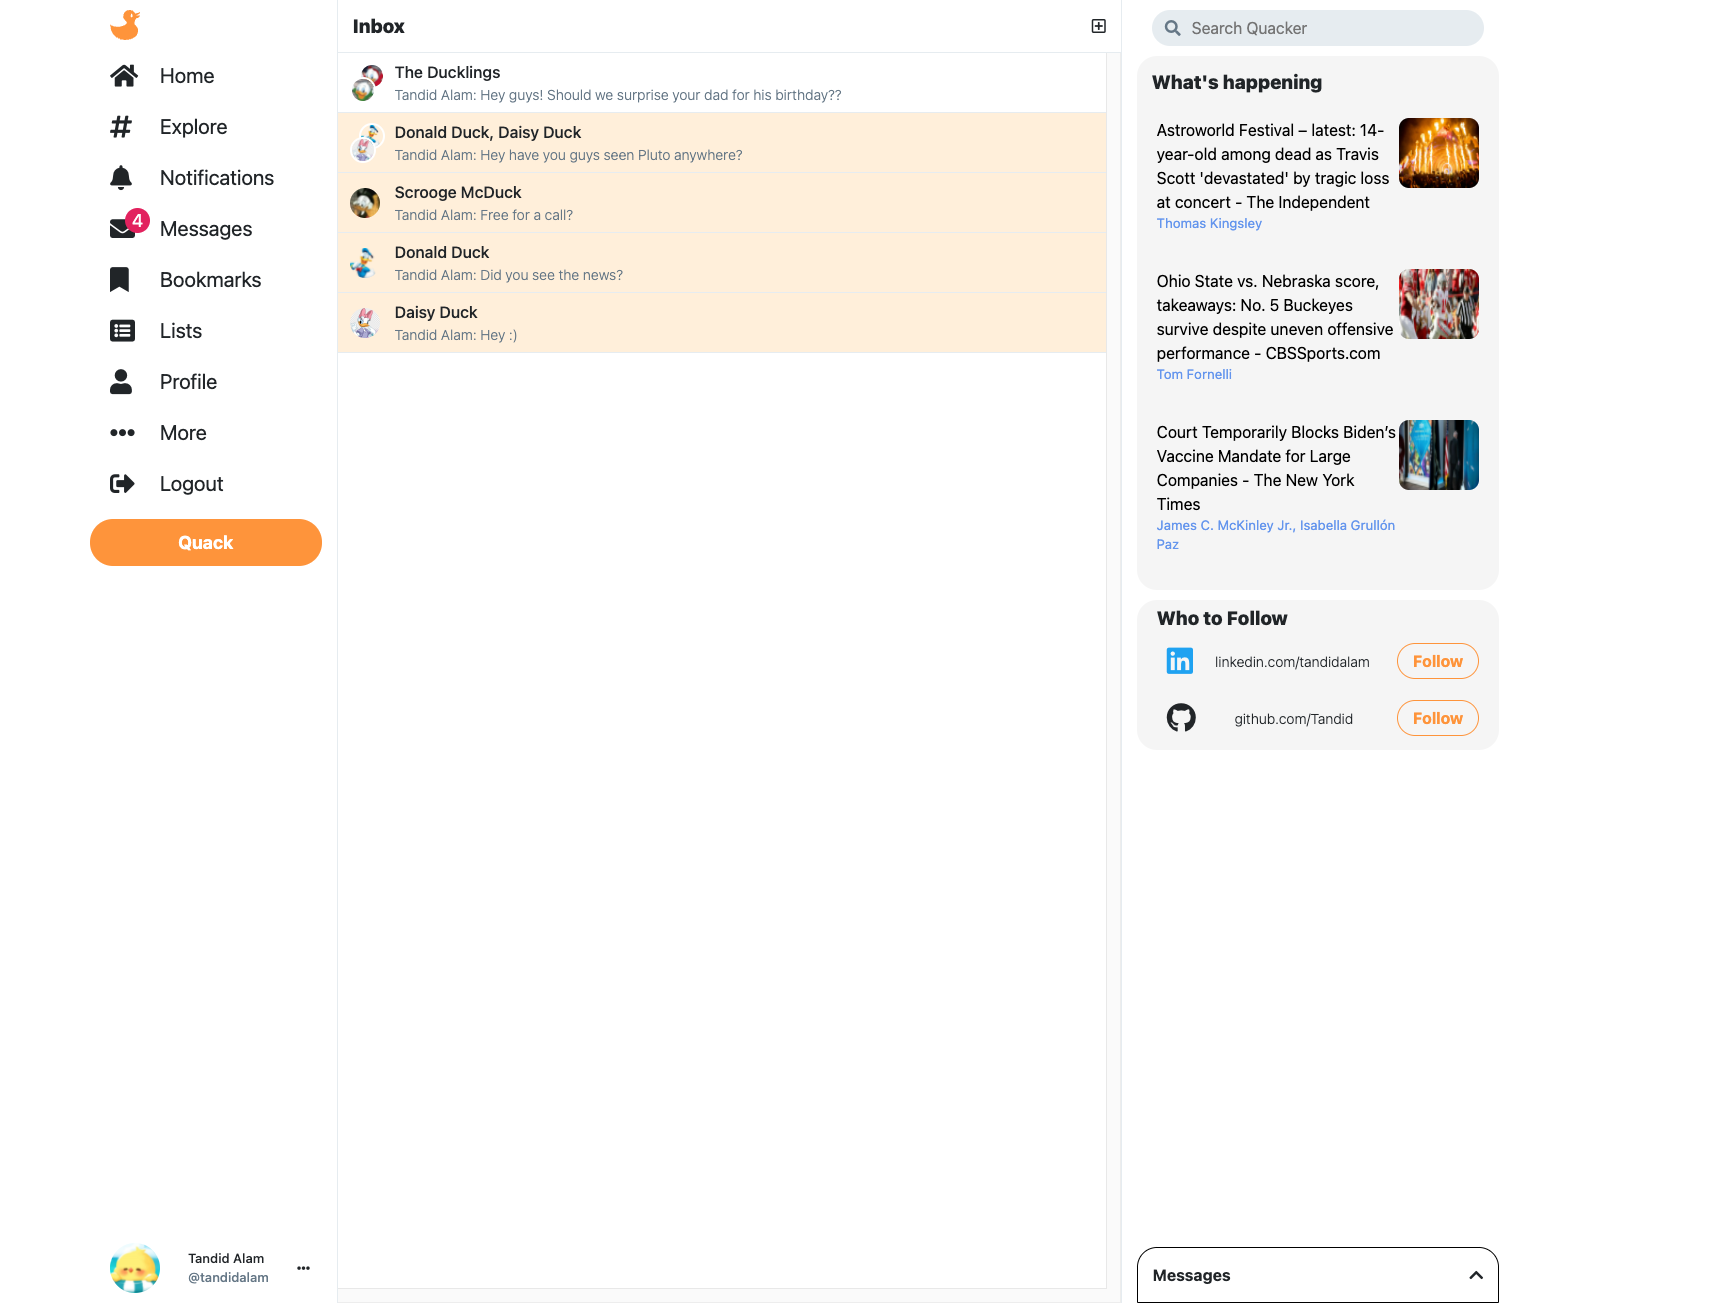 Home
Explore
Notifications
4
Messages
Bookmarks
Lists
Profile
More
Logout
Quack
Tandid Alam
@tandidalam
Inbox
The Ducklings
Tandid Alam: Hey guys! Should we surprise your dad for his birthday??
Donald Duck, Daisy Duck
Tandid Alam: Hey have you guys seen Pluto anywhere?
Scrooge McDuck
Tandid Alam: Free for a call?
Donald Duck
Tandid Alam: Did you see the news?
Daisy Duck
Tandid Alam: Hey :)
Search Quacker
What's happening
Astroworld Festival – latest: 14-
year-old among dead as Travis
Scott 'devastated' by tragic loss
at concert - The Independent
Thomas Kingsley
Ohio State vs. Nebraska score,
takeaways: No. 5 Buckeyes
survive despite uneven offensive
performance - CBSSports.com
Tom Fornelli
Court Temporarily Blocks Biden’s
Vaccine Mandate for Large
Companies - The New York
Times
James C. McKinley Jr., Isabella Grullón
Paz
Who to Follow
in
linkedin.com/tandidalam
Follow
github.com/Tandid
Follow
Messages